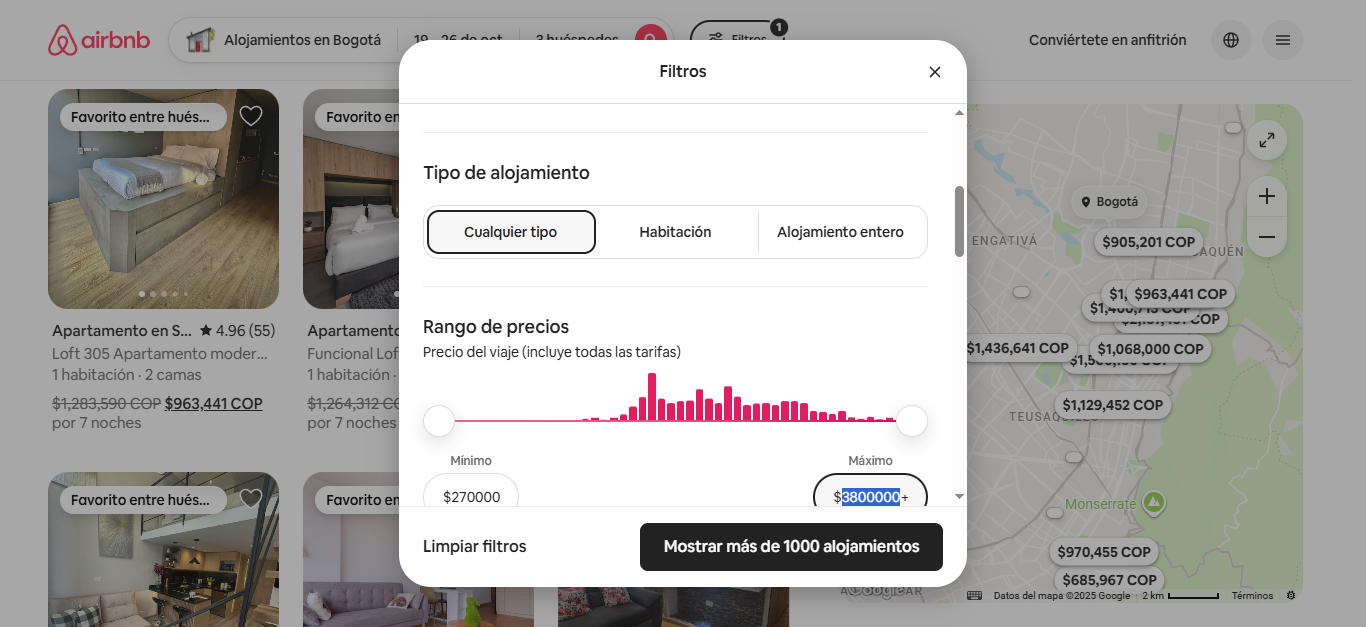 airbnb
Alojamientos en Bogotá
19 – 26 de oct
3 huéspedes
Filtros
1
Conviértete en anfitrión
Favorito entre hués...
Favorito en
Apartamento en S... 4.96 (55)
Loft 305 Apartamento moder...
1 habitación · 2 camas
$1,283,590 COP $963,441 COP
por 7 noches
Apartamento
Funcional Lof
1 habitación ·
$1,264,312 CO
por 7 noches
Favorito entre hués...
Favorito en
Filtros
Tipo de alojamiento
Cualquier tipo
Habitación
Alojamiento entero
Rango de precios
Precio del viaje (incluye todas las tarifas)
Mínimo
Máximo
$270000
$3800000+
Limpiar filtros
Mostrar más de 1000 alojamientos
Bogotá
ENGATIVÁ
$905,201 COP
AQUÉN
$1,
$963,441 COP
$1,436,641 COP
$1,068,000 COP
$1,129,452 COP
TEUSAQUILLO
Monserrate
$970,455 COP
$685,967 COP
Google
AR
Datos del mapa ©2025 Google
2 km
Términos